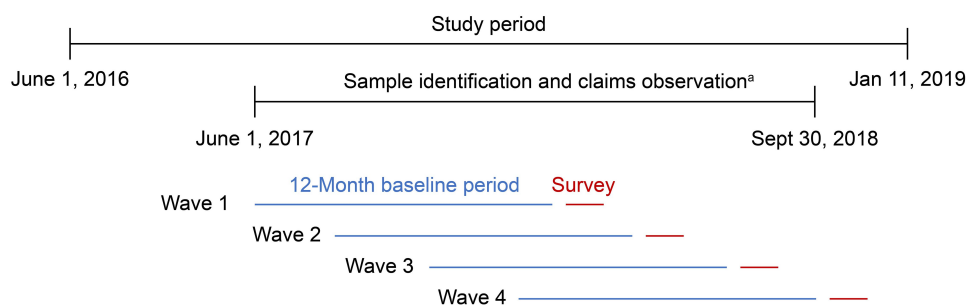 Study period
June 1, 2016
Jan 11, 2019
Sample identification and claims observationᵃ
June 1, 2017
Sept 30, 2018
12-Month baseline period
Survey
Wave 1
Wave 2
Wave 3
Wave 4